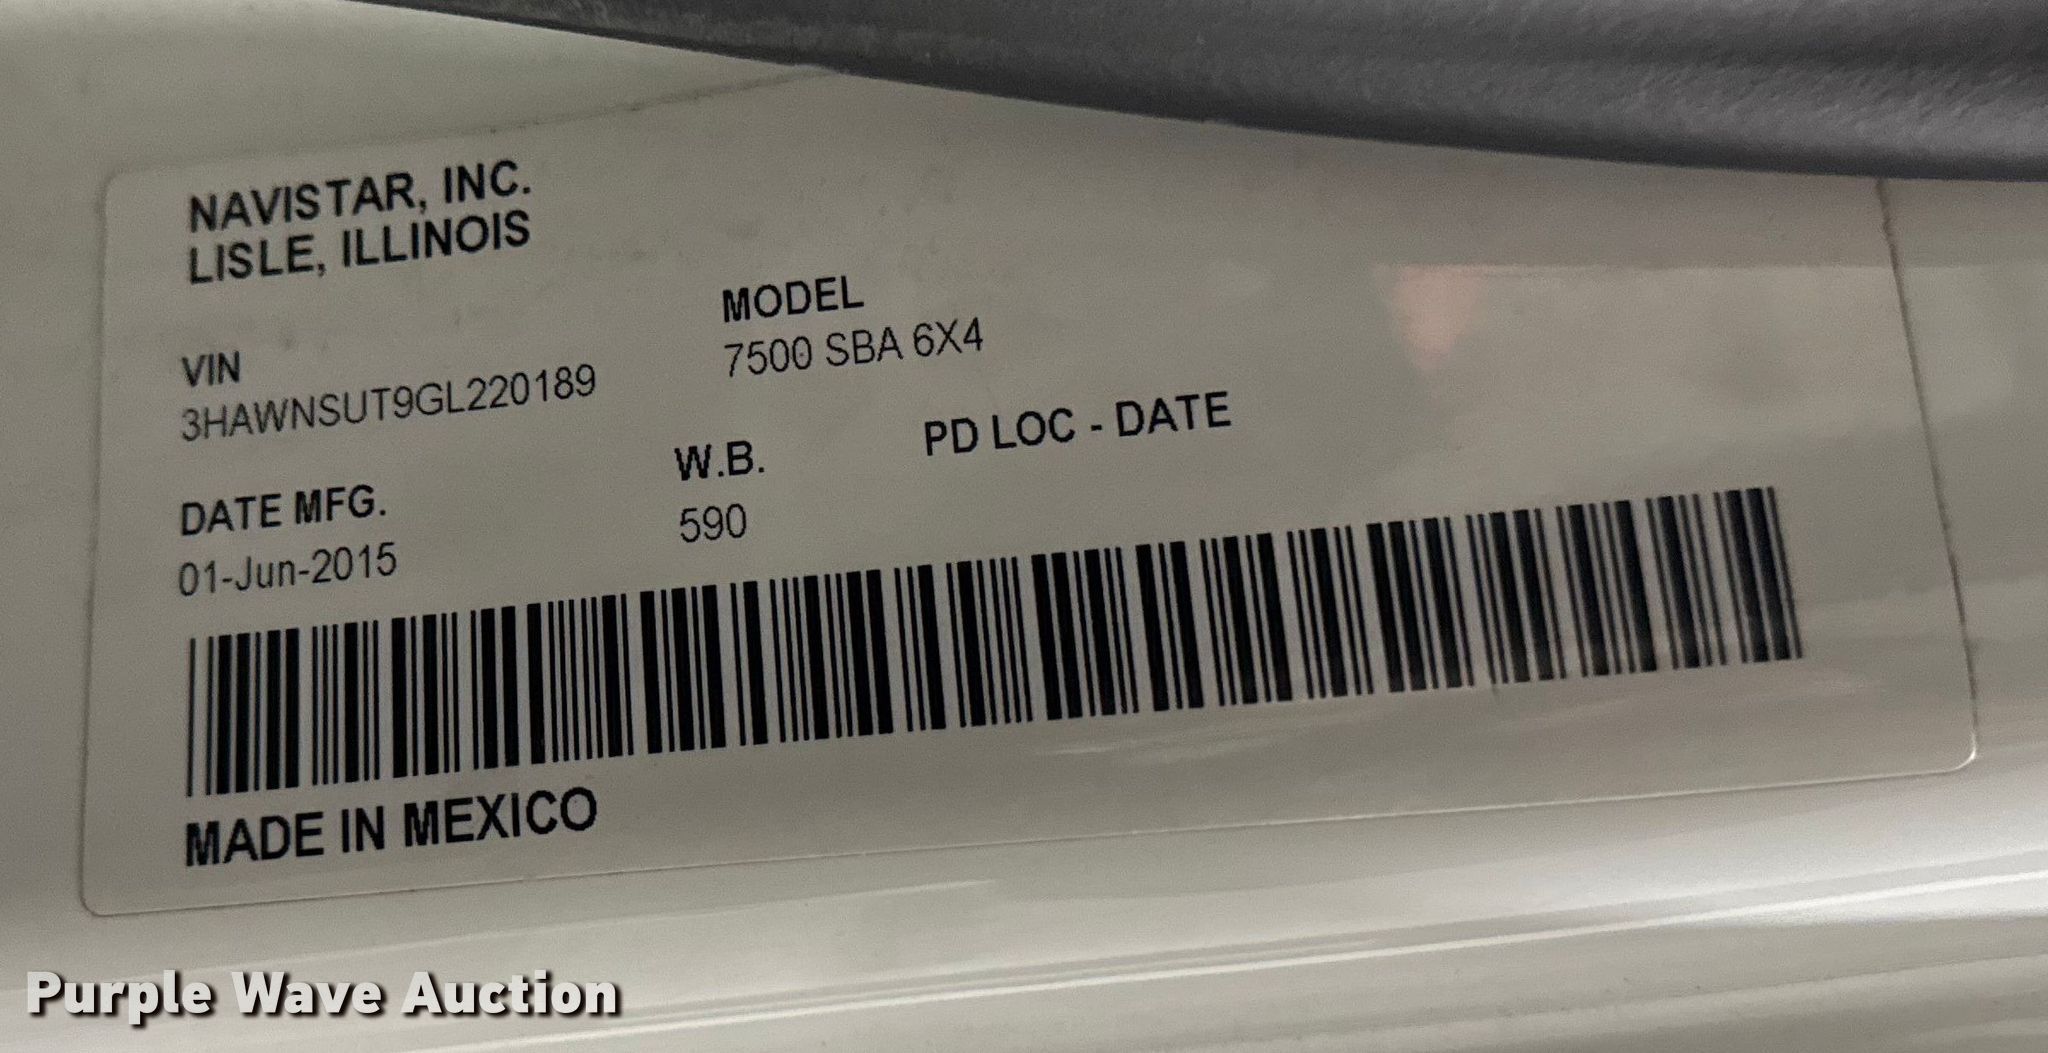 NAVISTAR, INC.
LISLE, ILLINOIS
VIN
3HAWNSUT9GL220189
MODEL
7500 SBA 6X4
DATE MFG.
01-Jun-2015
W.B.
590
PD LOC - DATE
MADE IN MEXICO
Purple Wave Auction